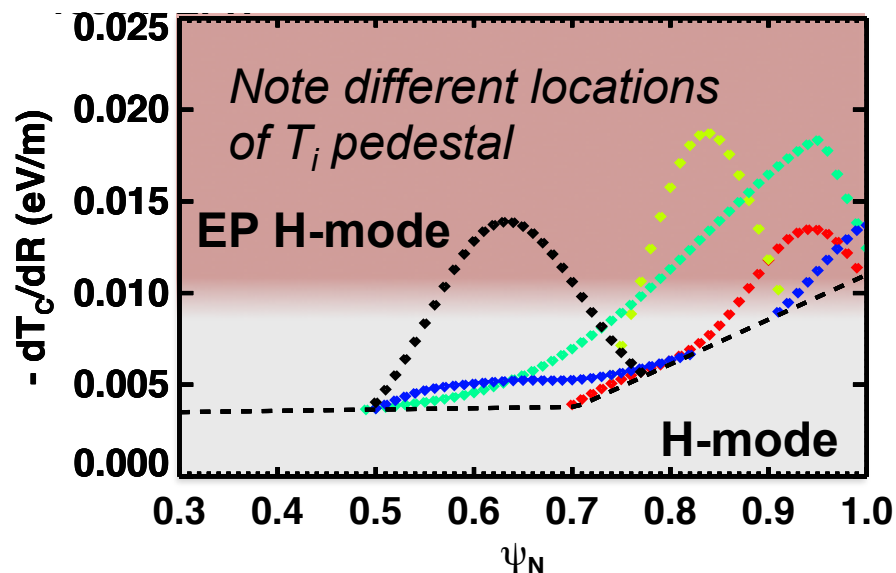 0.025
Note different locations
of Ti pedestal
0.020
0.015
EP H-mode
0.010
0.005
H-mode
0.000
- dTC/dR (eV/m)
0.3 0.4 0.5 0.6 0.7 0.8 0.9 1.0
ψN